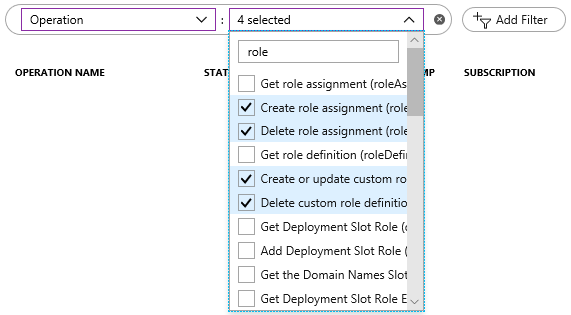 Operation : 4 selected Add Filter
role
OPERATION NAME STAT MP SUBSCRIPTION
Get role assignment (roleAs
Create role assignment (role
Delete role assignment (role
Get role definition (roleDefi
Create or update custom ro
Delete custom role definitio
Get Deployment Slot Role (d
Add Deployment Slot Role (
Get the Domain Names Slot
Get Deployment Slot Role E